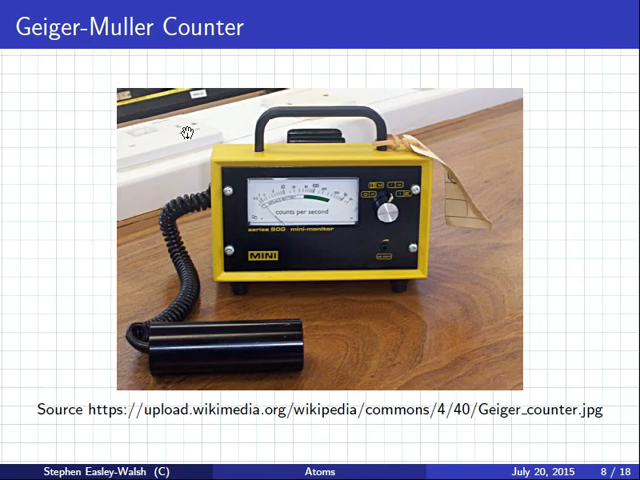 Geiger-Muller Counter
counts per second
series 900 mini-monitor
MINI
Source https://upload.wikimedia.org/wikipedia/commons/4/40/Geiger_counter.jpg
Stephen Easley-Walsh (C) Atoms July 20, 2015 8 / 18